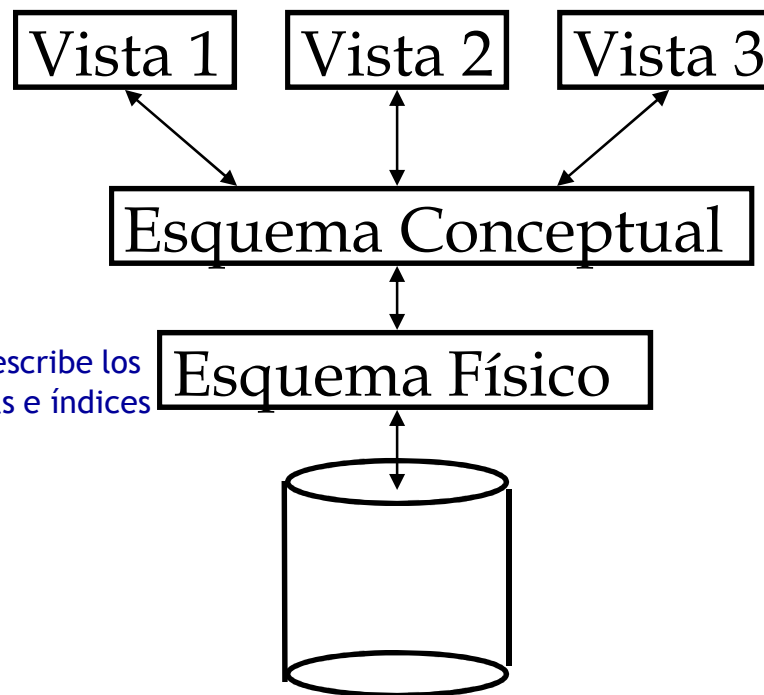 Vista 1 Vista 2 Vista 3
Esquema Conceptual
Esquema Físico
escribe los
s e índices